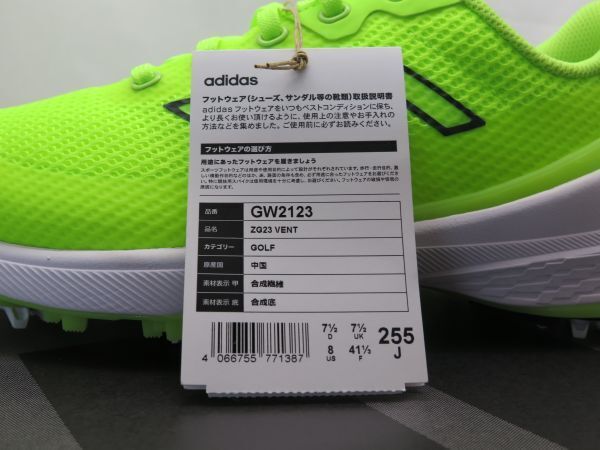 adidas
フットウェア(シューズ、サンダル等の靴類)取扱説明書
adidas フットウェアをいつもベストコンディションに保ち、
より長くお使い頂けるように、使用上の注意やお手入れの
方法などを集めました。ご使用前に必ずお読みください。
フットウェアの選び方
用途にあったフットウェアを履きましょう
品番 GW2123
品名 ZG23 VENT
カテゴリー GOLF
原産国 中国
素材表示 甲 合成繊維
素材表示 底 合成底
4 066755 771387
7½ D 7½ UK
8 US 41⅓ F
255 J